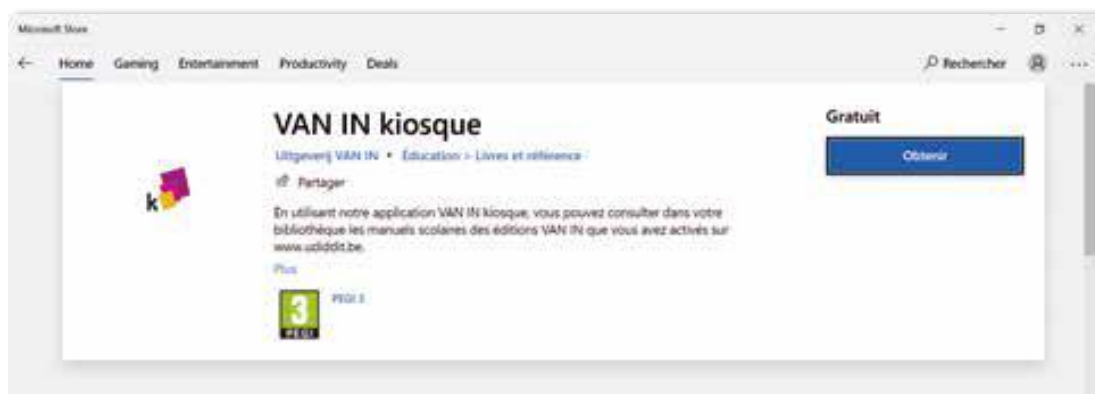 Microsoft Store
Home Gaming Entertainment Productivity Deals Rechercher
VAN IN kiosque
Gratuit
Uitgeverij VAN IN • Éducation > Livres et référence
Obtenir
Partager
k
En utilisant notre application VAN IN kiosque, vous pouvez consulter dans votre
bibliothèque les manuels scolaires des éditions VAN IN que vous avez activés sur
www.udiddit.be.
Plus
3
PEGI 3
PEGI